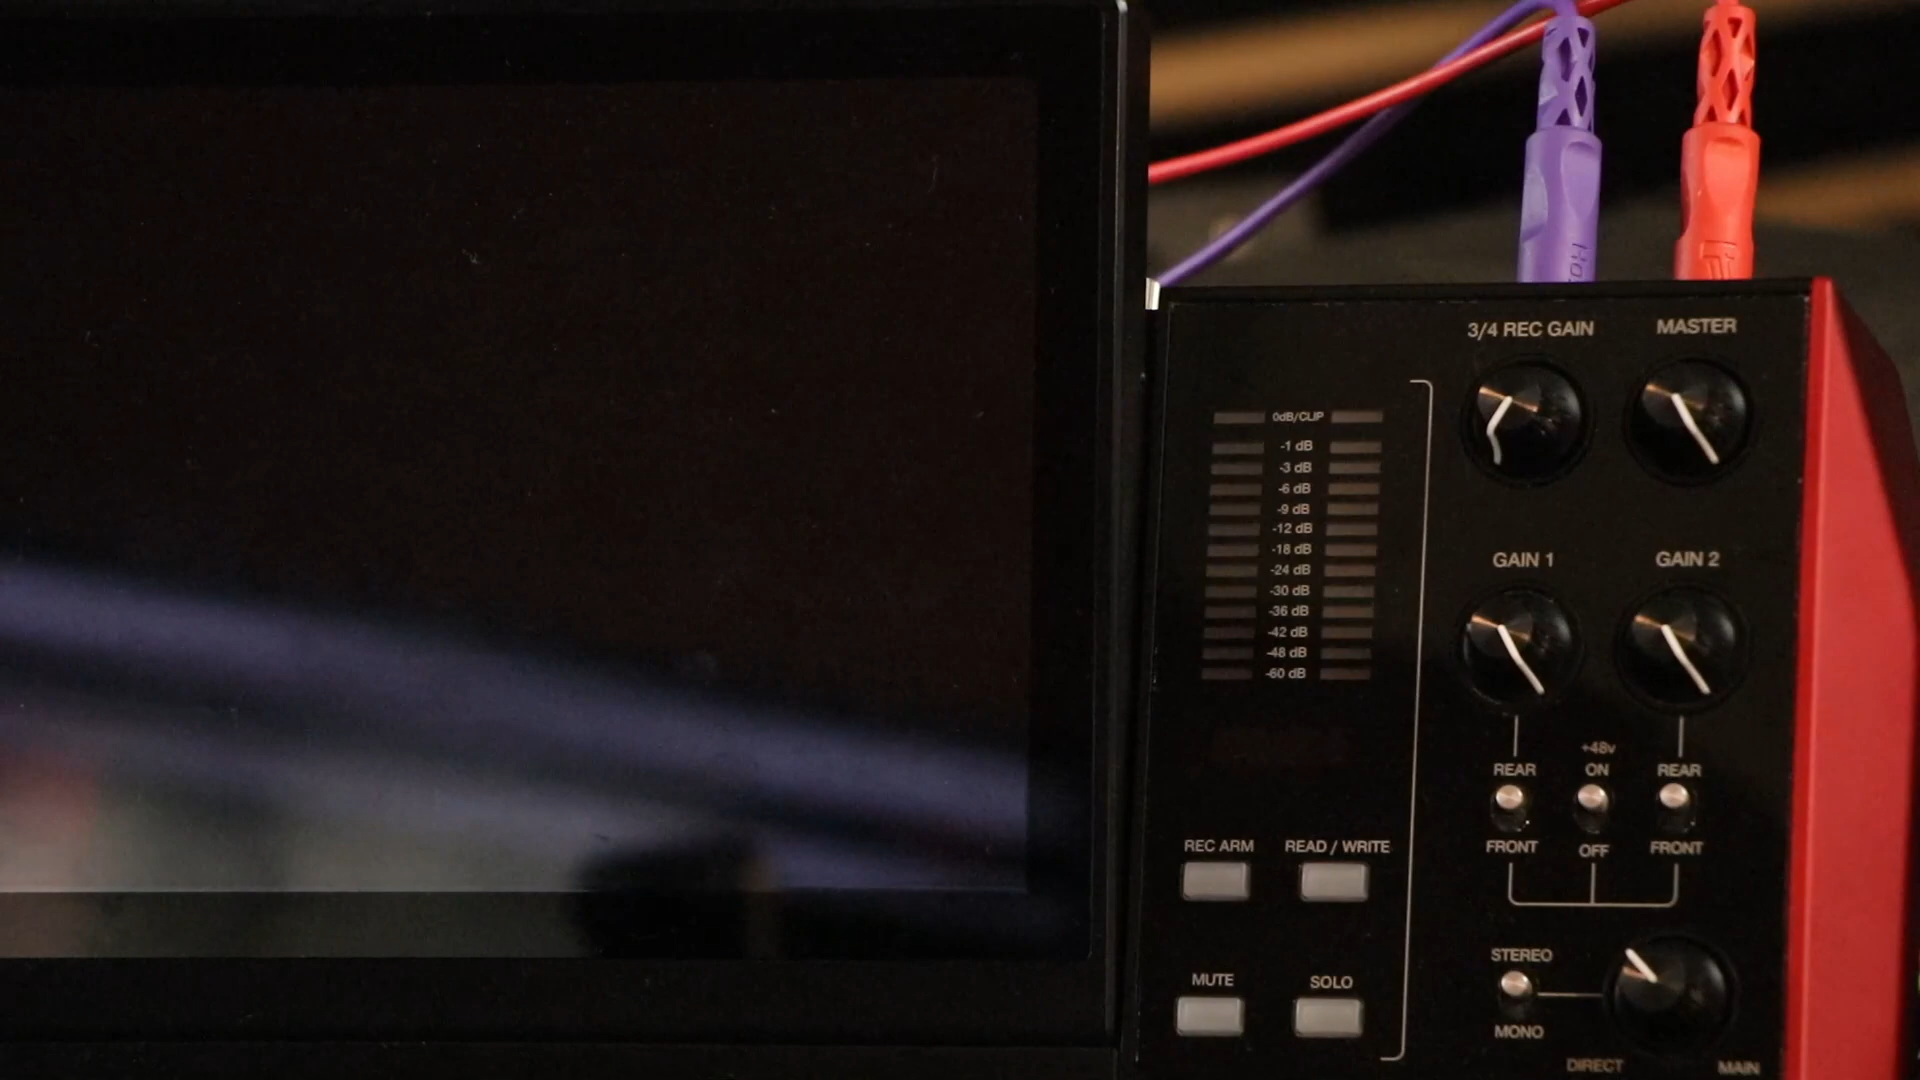 3/4 REC GAIN
MASTER
0dB/CLIP
-1 dB
-3 dB
-6 dB
-9 dB
-12 dB
-18 dB
-24 dB
-30 dB
-36 dB
-42 dB
-48 dB
-60 dB
GAIN 1
GAIN 2
+48v
REAR
ON
REAR
FRONT
OFF
FRONT
REC ARM
READ / WRITE
MUTE
SOLO
STEREO
MONO
DIRECT
MAIN